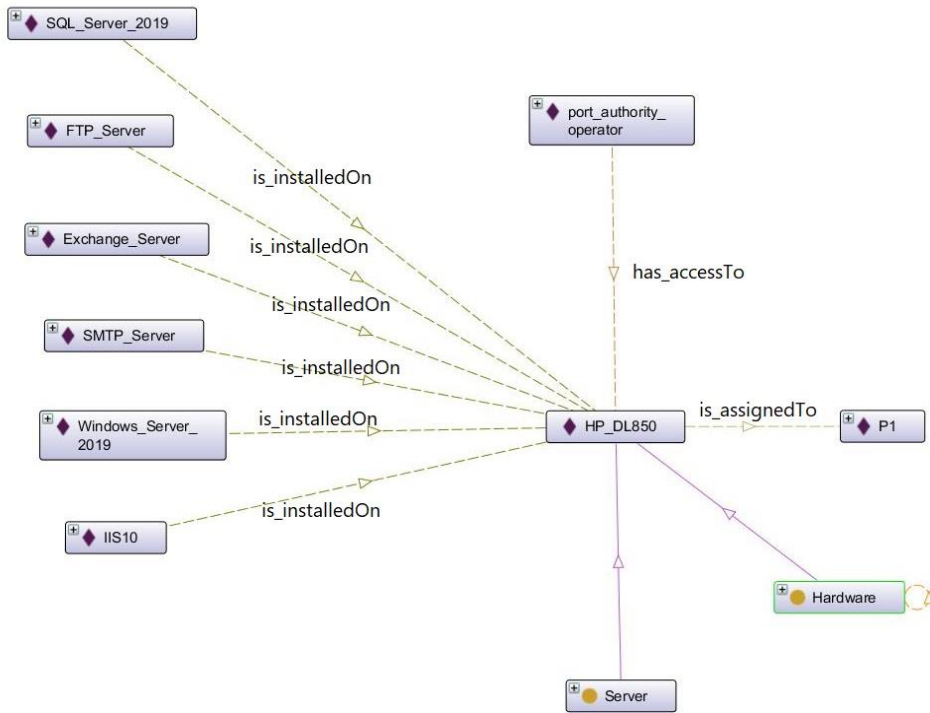 SQL_Server_2019
port_authority_
operator
FTP_Server
is_installedOn
Exchange_Server
is_installedOn
has_accessTo
is_installedOn
SMTP_Server
is_installedOn
Windows_Server_
2019
is_installedOn
HP_DL850
is_assignedTo
P1
is_installedOn
IIS10
Hardware
Server